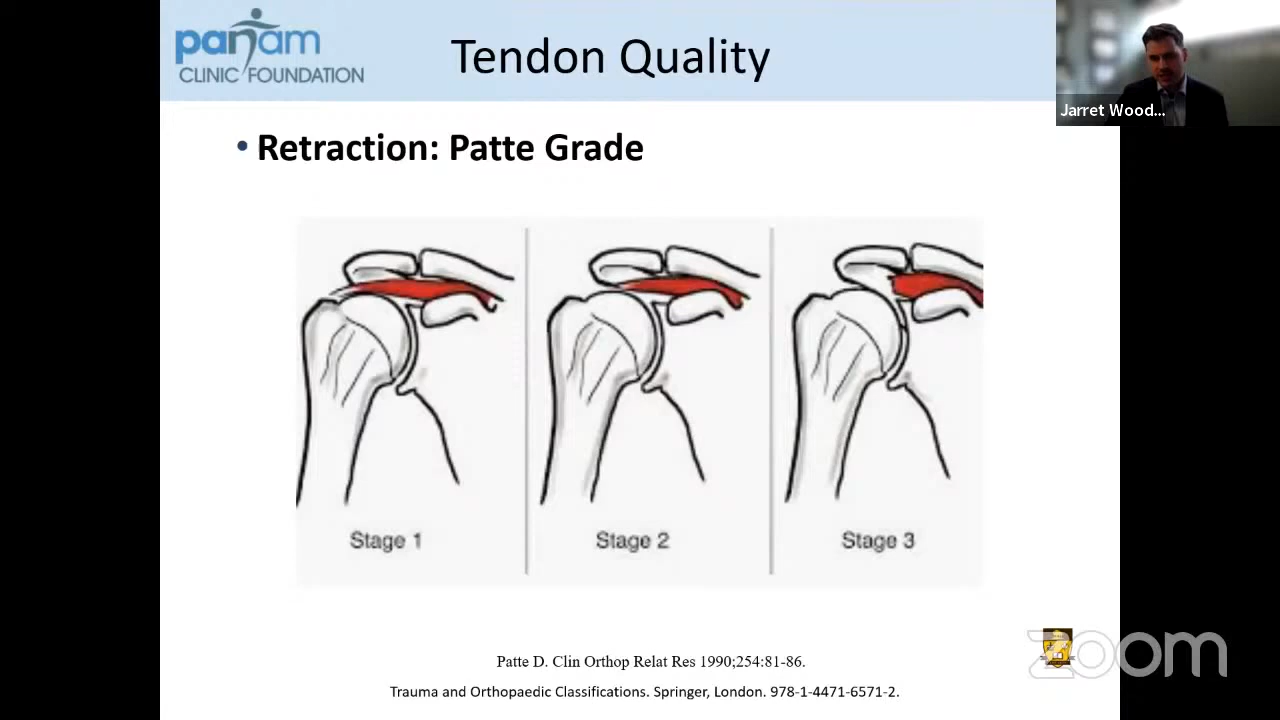 panam
CLINIC FOUNDATION
Tendon Quality
Jarret Wood...
• Retraction: Patte Grade
Stage 1
Stage 2
Stage 3
Patte D. Clin Orthop Relat Res 1990;254:81-86.
Trauma and Orthopaedic Classifications. Springer, London. 978-1-4471-6571-2.
zoom